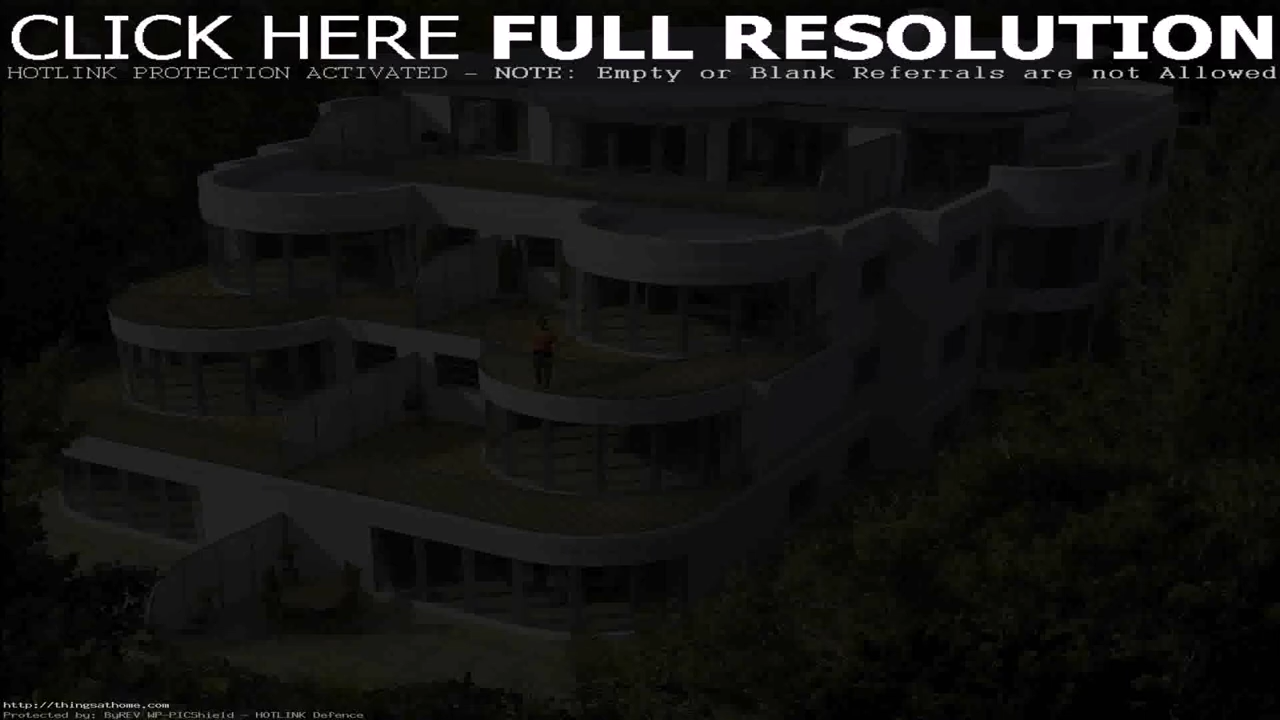 CLICK HERE FULL RESOLUTION
HOTLINK PROTECTION ACTIVATED - NOTE: Empty or Blank Referrals are not Allowed
http://thingsathome.com
Protected by: ByREV WP-PICShield - HOTLINK Defence